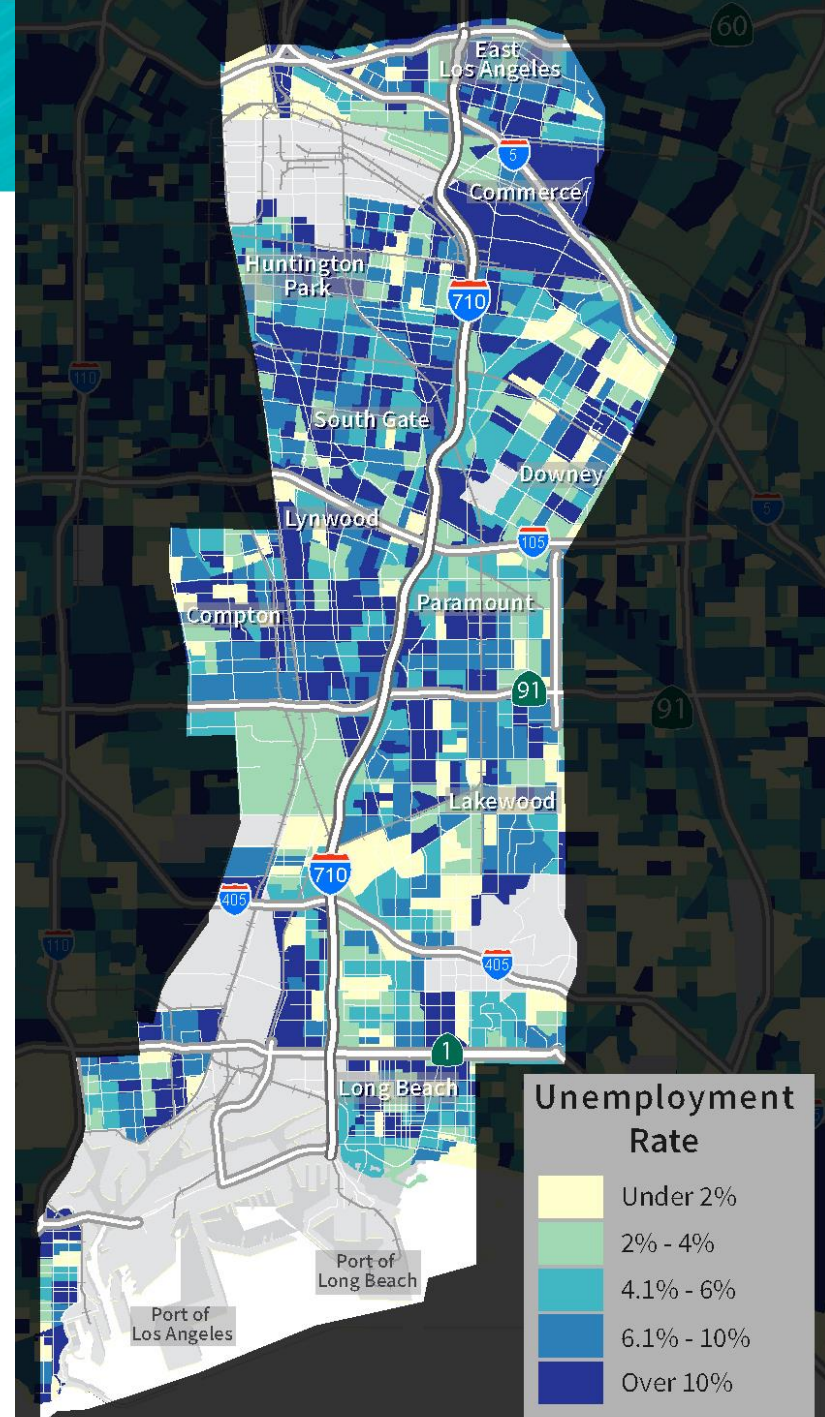 60
East
Los Angeles
5
Commerce
Huntington
Park
710
110
South Gate
Downey
5
Lynwood
105
Compton
Paramount
91
91
Lakewood
710
405
110
405
1
Long Beach
5
Port of
Long Beach
Port of
Los Angeles
Unemployment
Rate
Under 2%
2% - 4%
4.1% - 6%
6.1% - 10%
Over 10%